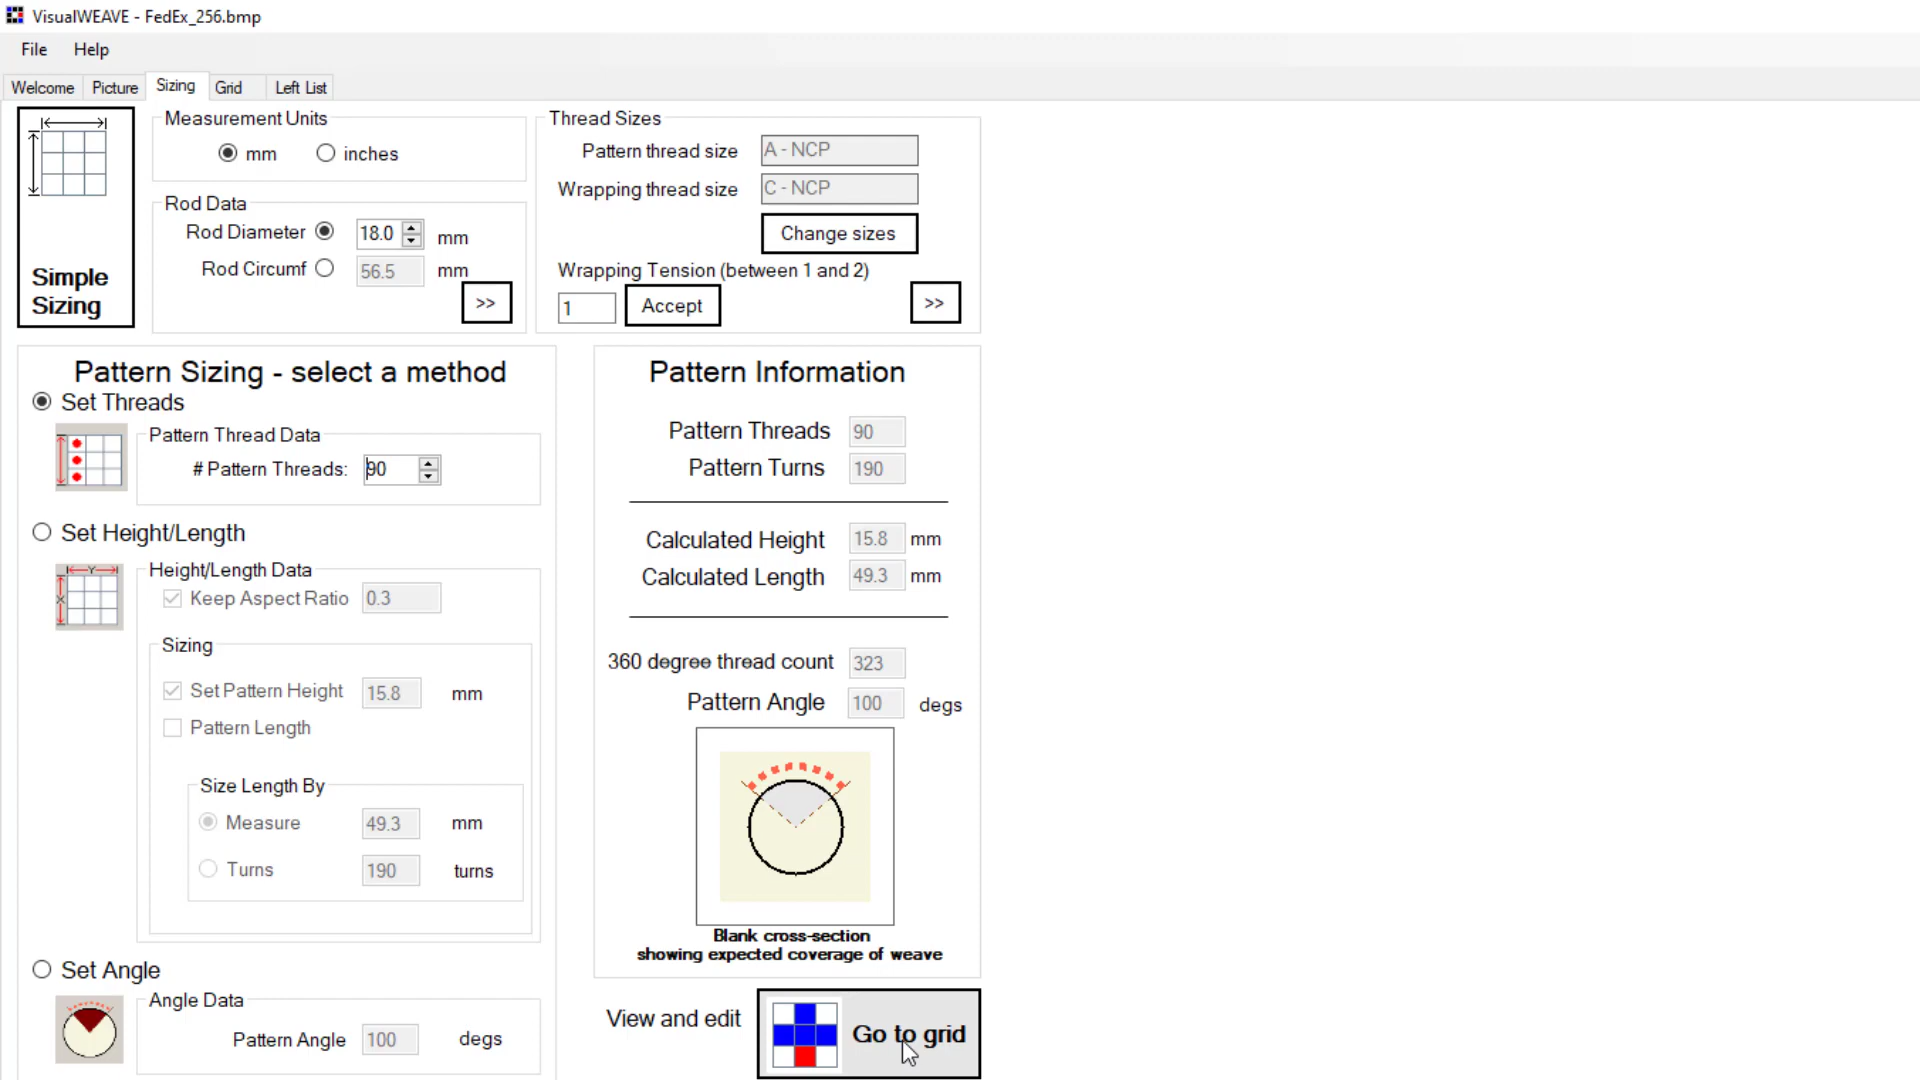 VisualWEAVE - FedEx_256.bmp
File Help
Welcome Picture Sizing Grid Left List
Simple
Sizing
Measurement Units
mm inches
Rod Data
Rod Diameter 18.0 mm
Rod Circumf 56.5 mm
>>
Thread Sizes
Pattern thread size A - NCP
Wrapping thread size C - NCP
Change sizes
Wrapping Tension (between 1 and 2)
1 Accept >>
Pattern Sizing - select a method
Set Threads
Pattern Thread Data
# Pattern Threads: 90
Set Height/Length
Y
X
Height/Length Data
Keep Aspect Ratio 0.3
Sizing
Set Pattern Height 15.8 mm
Pattern Length
Size Length By
Measure 49.3 mm
Turns 190 turns
Set Angle
Angle Data
Pattern Angle 100 degs
Pattern Information
Pattern Threads 90
Pattern Turns 190
Calculated Height 15.8 mm
Calculated Length 49.3 mm
360 degree thread count 323
Pattern Angle 100 degs
Blank cross-section
showing expected coverage of weave
View and edit Go to grid